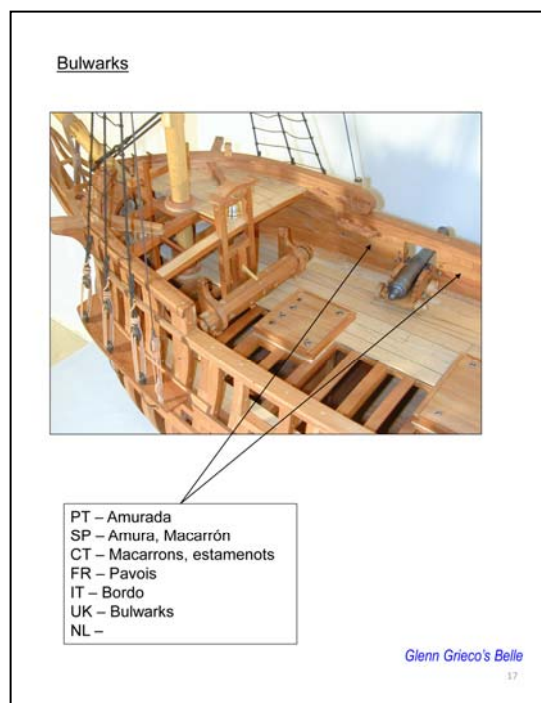 Bulwarks
PT – Amurada
SP – Amura, Macarrón
CT – Macarrons, estamenots
FR – Pavois
IT – Bordo
UK – Bulwarks
NL –
Glenn Grieco's Belle
17